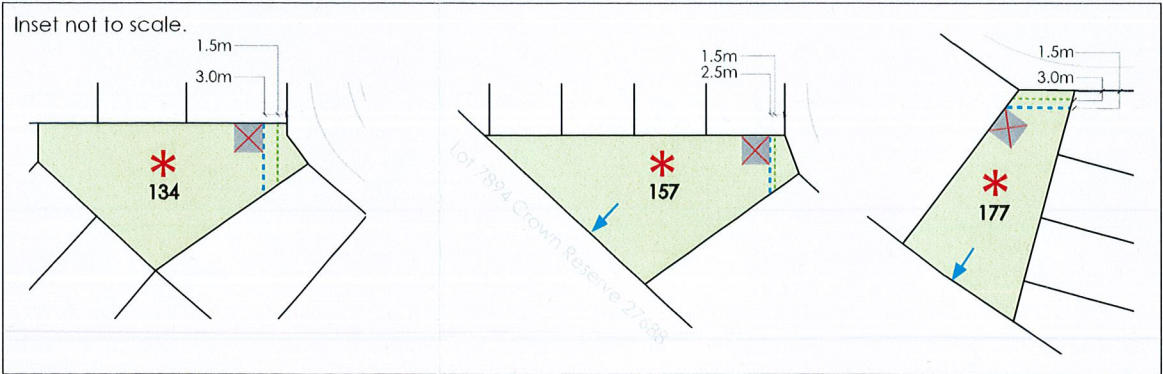 Inset not to scale.
1.5m
3.0m
134
1.5m
2.5m
157
Lot 7894 Crown Reserve 27688
1.5m
3.0m
177